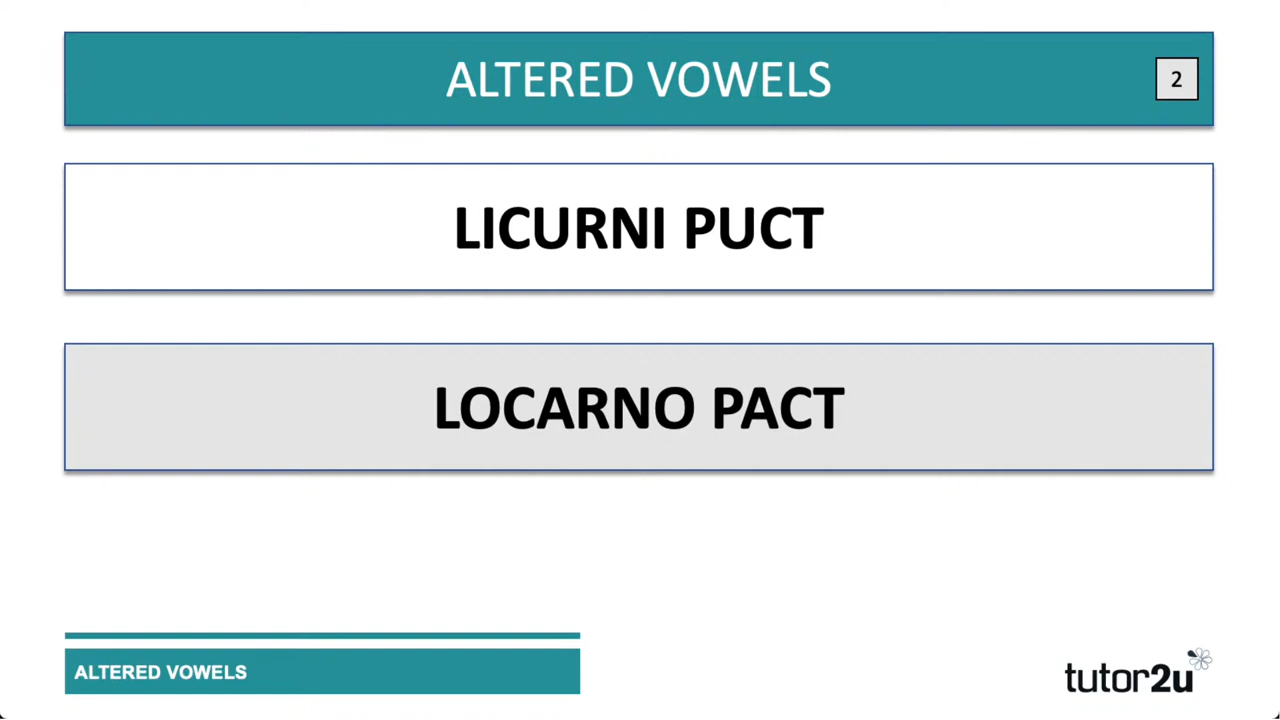 ALTERED VOWELS
2
LICURNI PUCT
LOCARNO PACT
ALTERED VOWELS
tutor2u